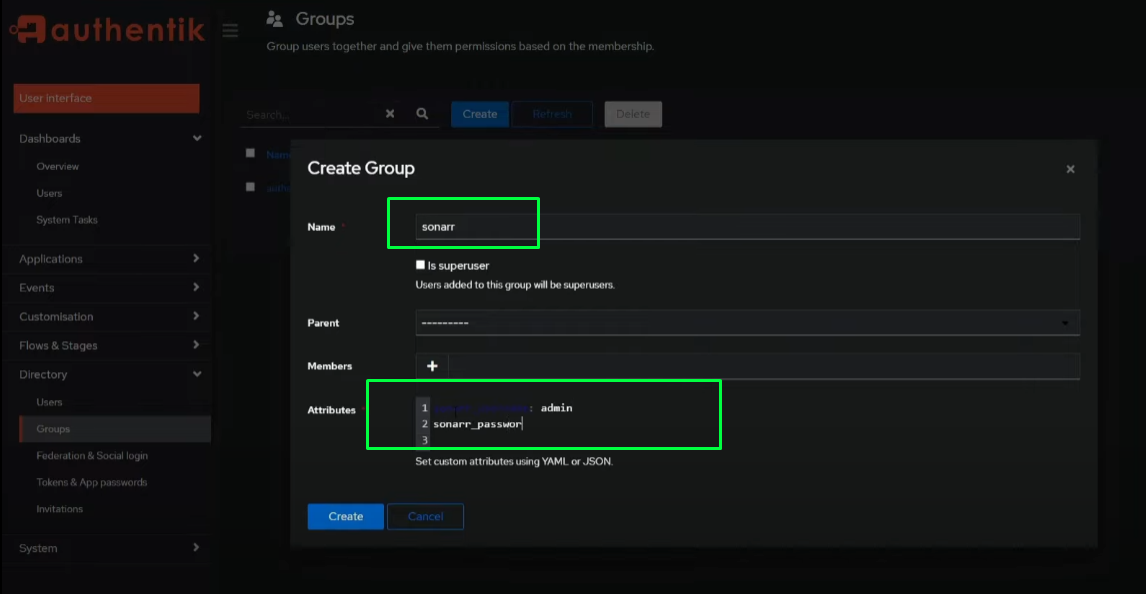 authentik
Groups
Group users together and give them permissions based on the membership.
User interface
Search...
Create
Refresh
Delete
Dashboards
Overview
Users
System Tasks
Name
Create Group
Name *
sonarr
Is superuser
Users added to this group will be superusers.
Applications
Events
Customisation
Flows & Stages
Directory
Users
Groups
Federation & Social login
Tokens & App passwords
Invitations
System
Parent
---------
Members
Attributes
1 : admin
2 sonarr_passwor
3
Set custom attributes using YAML or JSON.
Create
Cancel